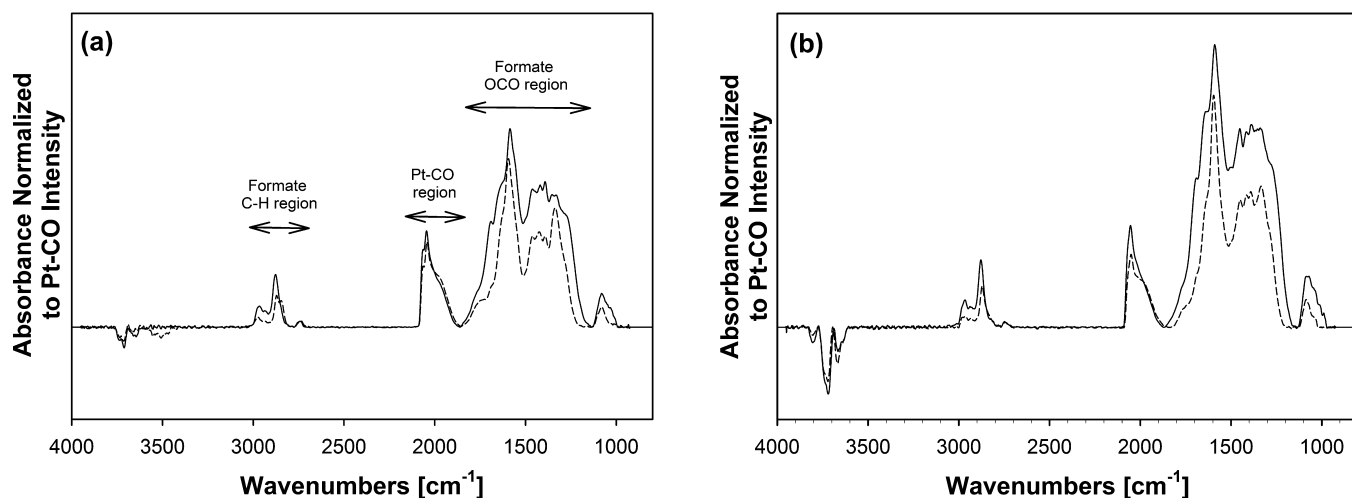 (a)
Absorbance Normalized
to Pt-CO Intensity
Formate
OCO region
Pt-CO
region
Formate
C-H region
4000 3500 3000 2500 2000 1500 1000
Wavenumbers [cm-1]
(b)
Absorbance Normalized
to Pt-CO Intensity
4000 3500 3000 2500 2000 1500 1000
Wavenumbers [cm-1]